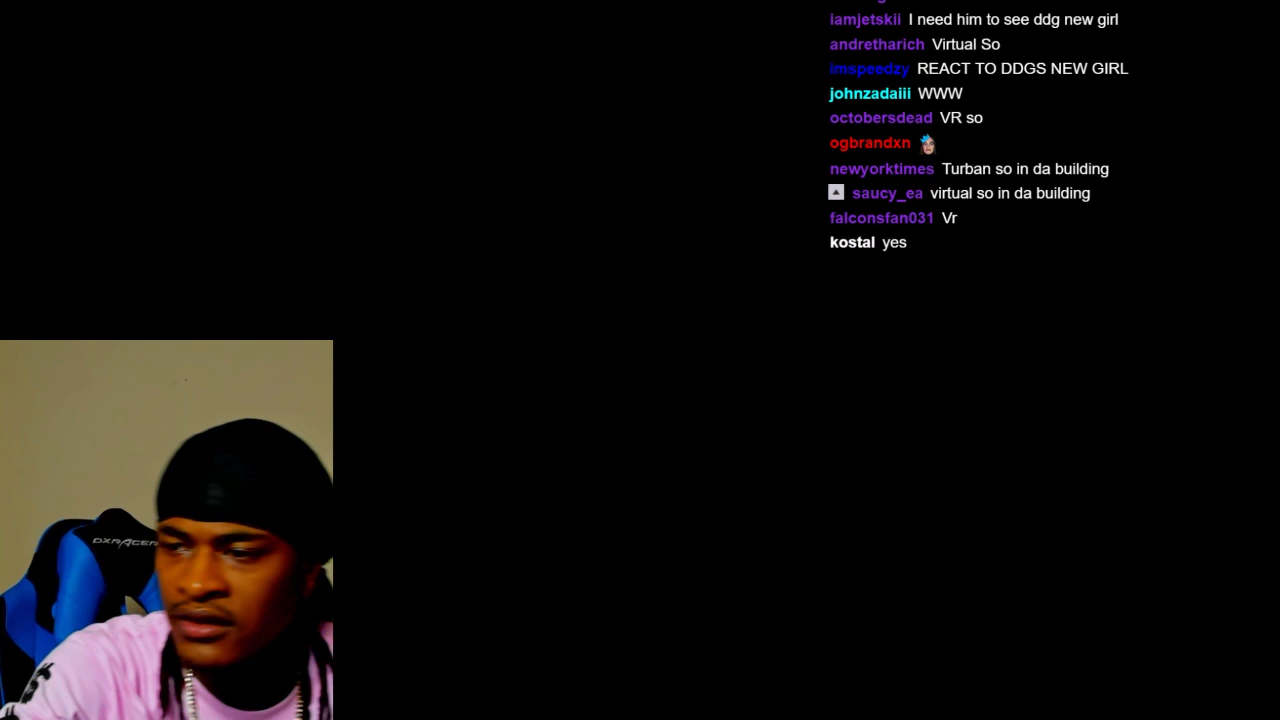 iamjetskii I need him to see ddg new girl
andretharich Virtual So
imspeedzy REACT TO DDGS NEW GIRL
johnzadaiii WWW
octobersdead VR so
ogbrandxn
newyorktimes Turban so in da building
saucy_ea virtual so in da building
falconsfan031 Vr
kostal yes
DXRACER